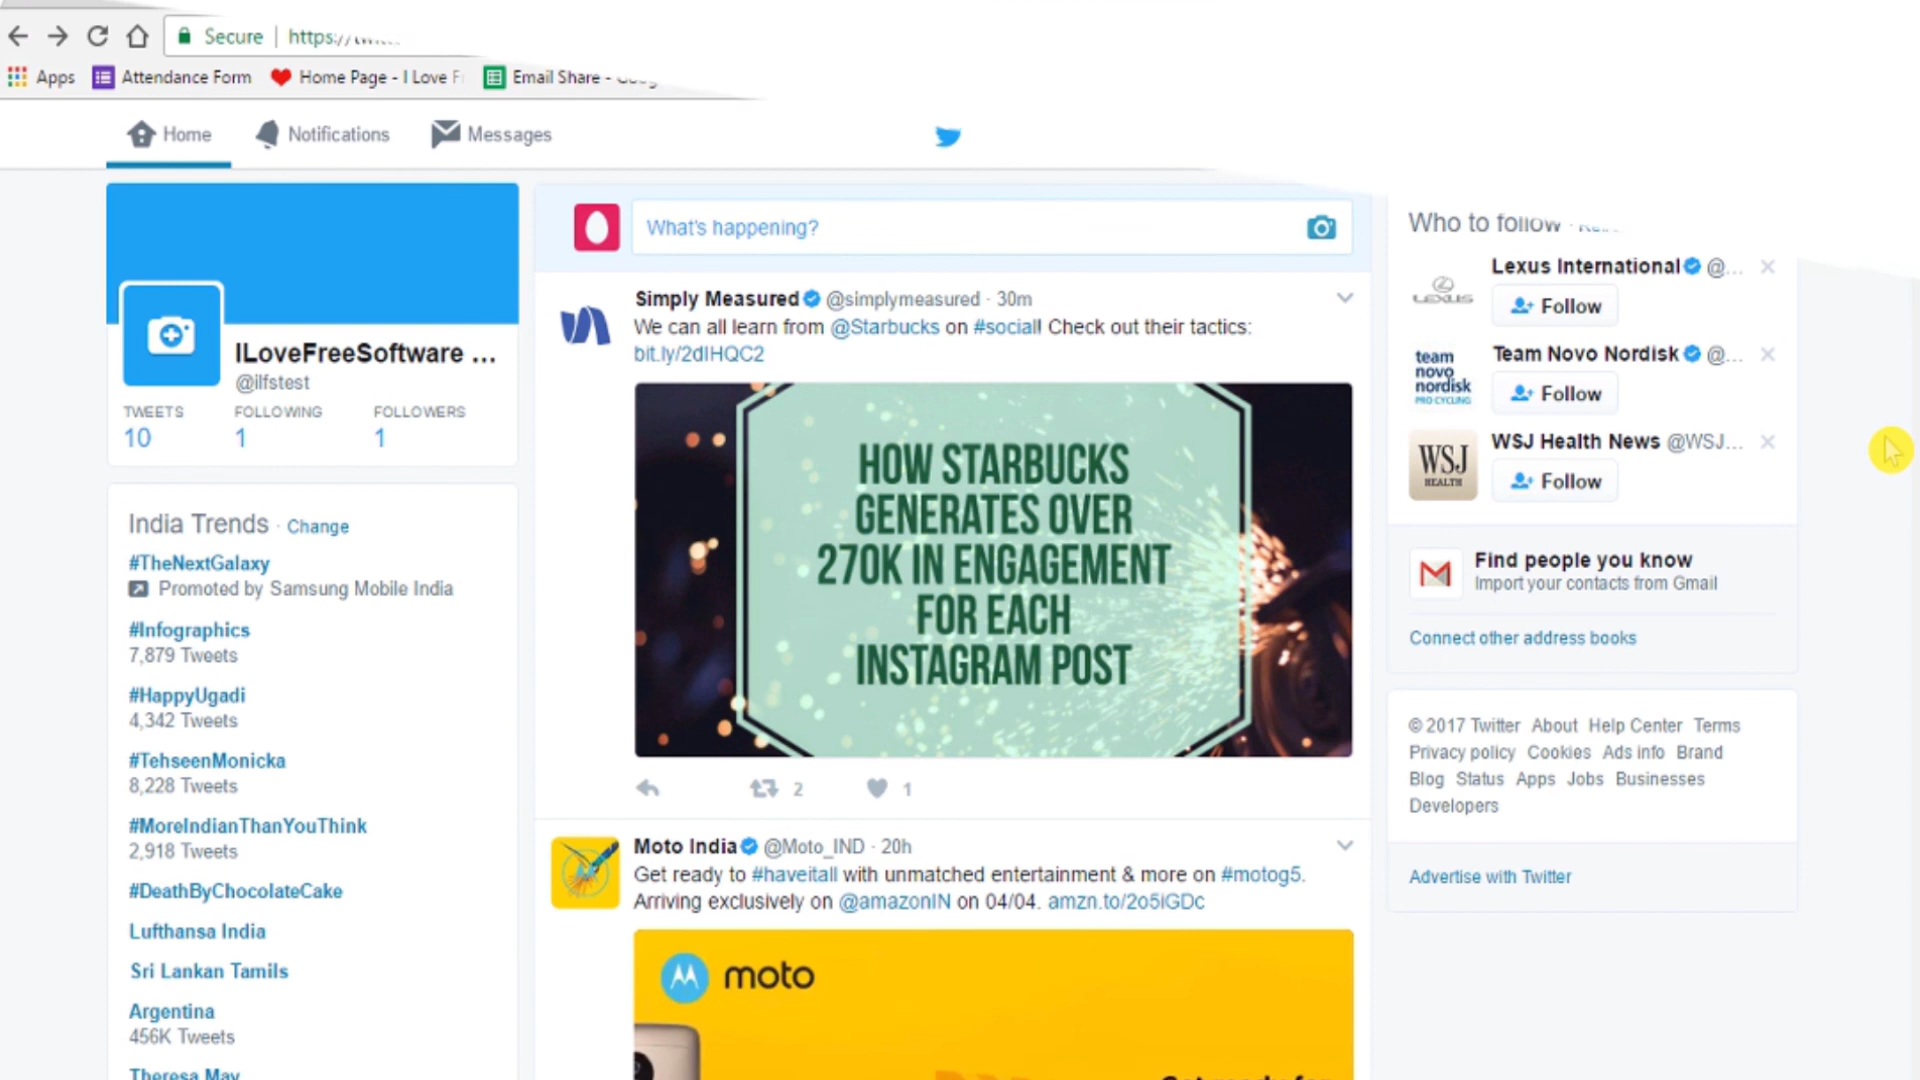 Secure | https://
Apps Attendance Form Home Page - I Love F Email Share -
Home Notifications Messages
ILoveFreeSoftware ...
@ilfstest
TWEETS FOLLOWING FOLLOWERS
10 1 1
India Trends · Change
#TheNextGalaxy
Promoted by Samsung Mobile India
#Infographics
7,879 Tweets
#HappyUgadi
4,342 Tweets
#TehseenMonicka
8,228 Tweets
#MoreIndianThanYouThink
2,918 Tweets
#DeathByChocolateCake
Lufthansa India
Sri Lankan Tamils
Argentina
456K Tweets
Theresa May
What's happening?
Simply Measured @simplymeasured · 30m
We can all learn from @Starbucks on #social! Check out their tactics:
bit.ly/2dIHQC2
HOW STARBUCKS
GENERATES OVER
270K IN ENGAGEMENT
FOR EACH
INSTAGRAM POST
2 1
Moto India @Moto_IND · 20h
Get ready to #haveitall with unmatched entertainment & more on #motog5.
Arriving exclusively on @amazonIN on 04/04. amzn.to/2o5iGDc
moto
Who to follow ·
Lexus International @...
LEXUS
Follow
Team Novo Nordisk @...
team
novo
nordisk
PRO CYCLING
Follow
WSJ Health News @WSJ...
WSJ
HEALTH
Follow
Find people you know
Import your contacts from Gmail
Connect other address books
© 2017 Twitter About Help Center Terms
Privacy policy Cookies Ads info Brand
Blog Status Apps Jobs Businesses
Developers
Advertise with Twitter